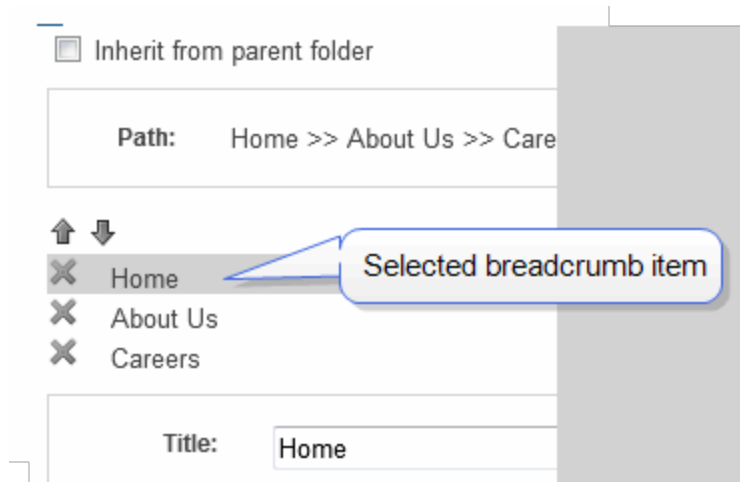 Inherit from parent folder
Path: Home >> About Us >> Care
Home
Selected breadcrumb item
About Us
Careers
Title: Home